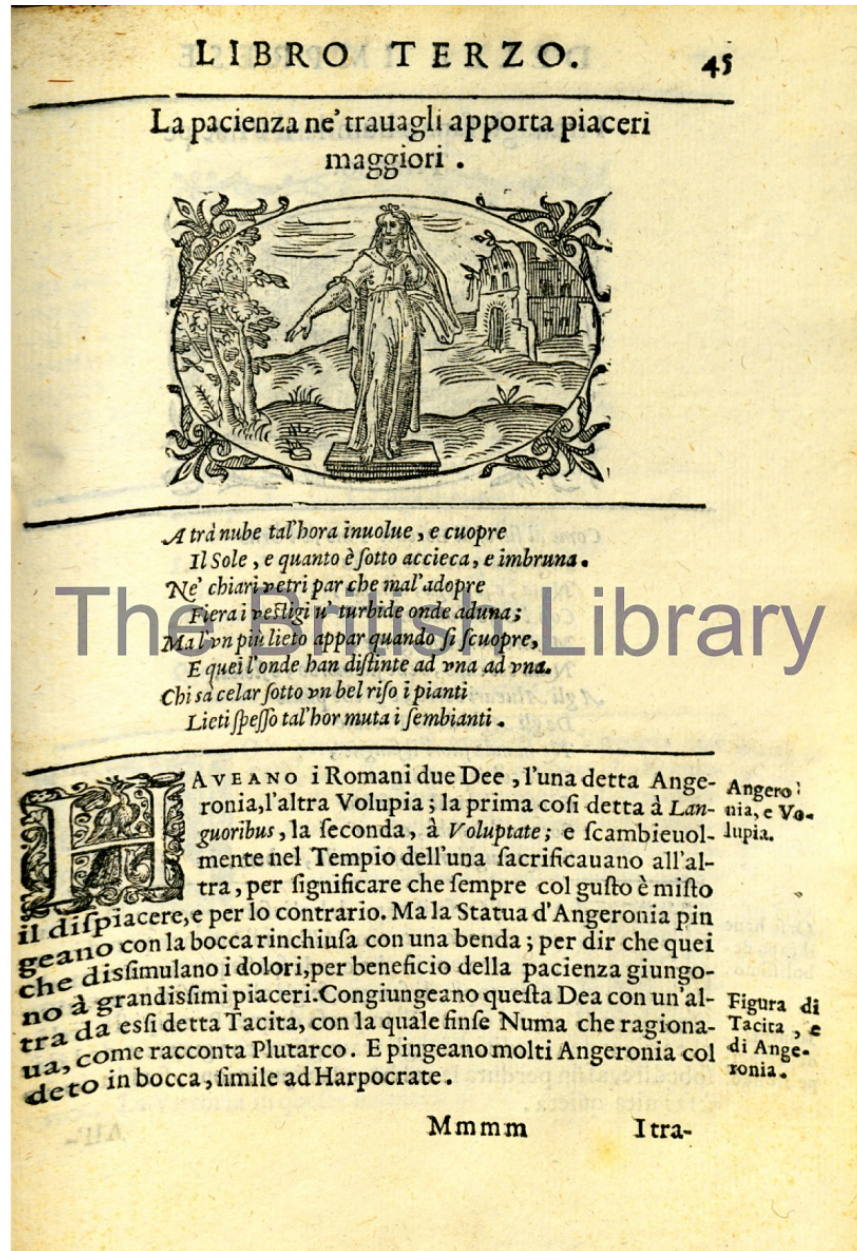 LIBRO TERZO. 45
La pacienza ne' trauagli apporta piaceri
maggiori .
Atra nube tal'hora inuolue , e cuopre
Il Sole , e quanto è ſotto accieca, e imbruna.
Ne' chiari vetri par che mal'adopre
Fiera i veſtigi u' turbide onde aduna;
Ma l'vn più lieto appar quando ſi ſcuopre,
E quei l'onde han diſtinte ad vna ad vna.
Chi sà celar ſotto vn bel riſo i pianti
Lieti ſpeſſo tal'hor muta i ſembianti .
The British Library
HAVEANO i Romani due Dee , l'una detta Ange-
ronia,l'altra Volupia ; la prima coſi detta à Lan-
guoribus , la ſeconda, à Voluptate; e ſcambieuol-
mente nel Tempio dell'una ſacrificauano all'al-
tra , per ſignificare che ſempre col guſto è miſto
il diſpiacere,e per lo contrario. Ma la Statua d'Angeronia pin
geano con la bocca rinchiuſa con una benda ; per dir che quei
che diſſimulano i dolori,per beneficio della pacienza giungo-
no à grandiſſimi piaceri.Congiungeano queſta Dea con un'al-
tra da eſſi detta Tacita, con la quale finſe Numa che ragiona-
ua, come racconta Plutarco . E pingeano molti Angeronia col
deto in bocca , ſimile ad Harpocrate .
Angero
nia, e Vo-
lupia.
Figura di
Tacita , e
di Ange-
ronia.
Mmmm Itra-